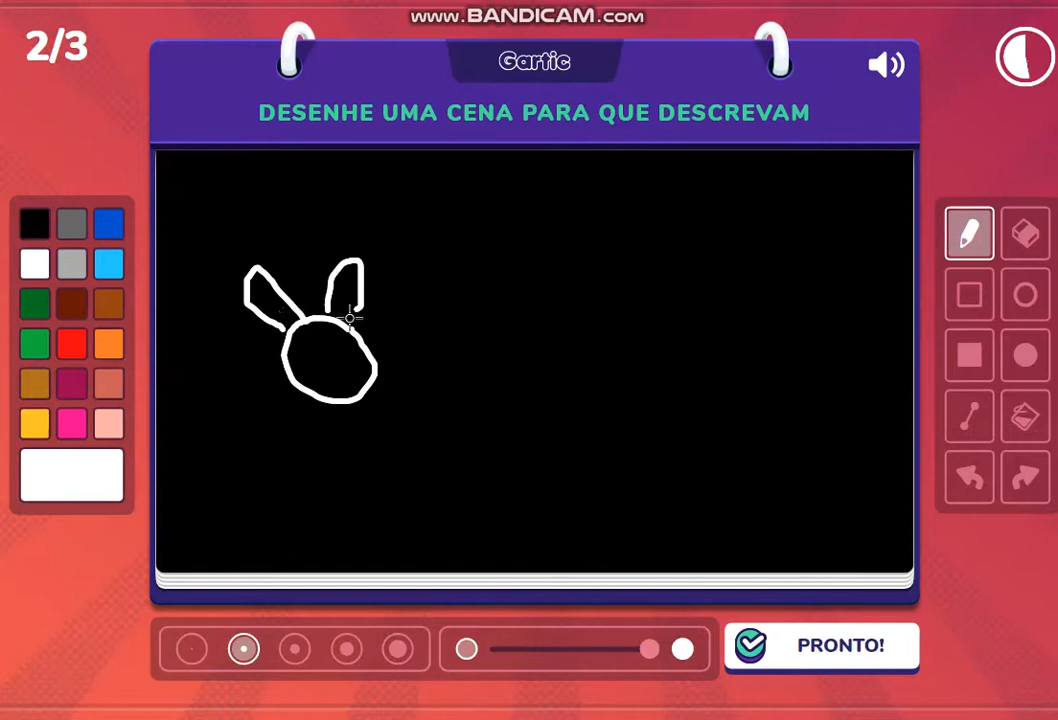 www.BANDICAM.com
2/3
Gartic
DESENHE UMA CENA PARA QUE DESCREVAM
PRONTO!